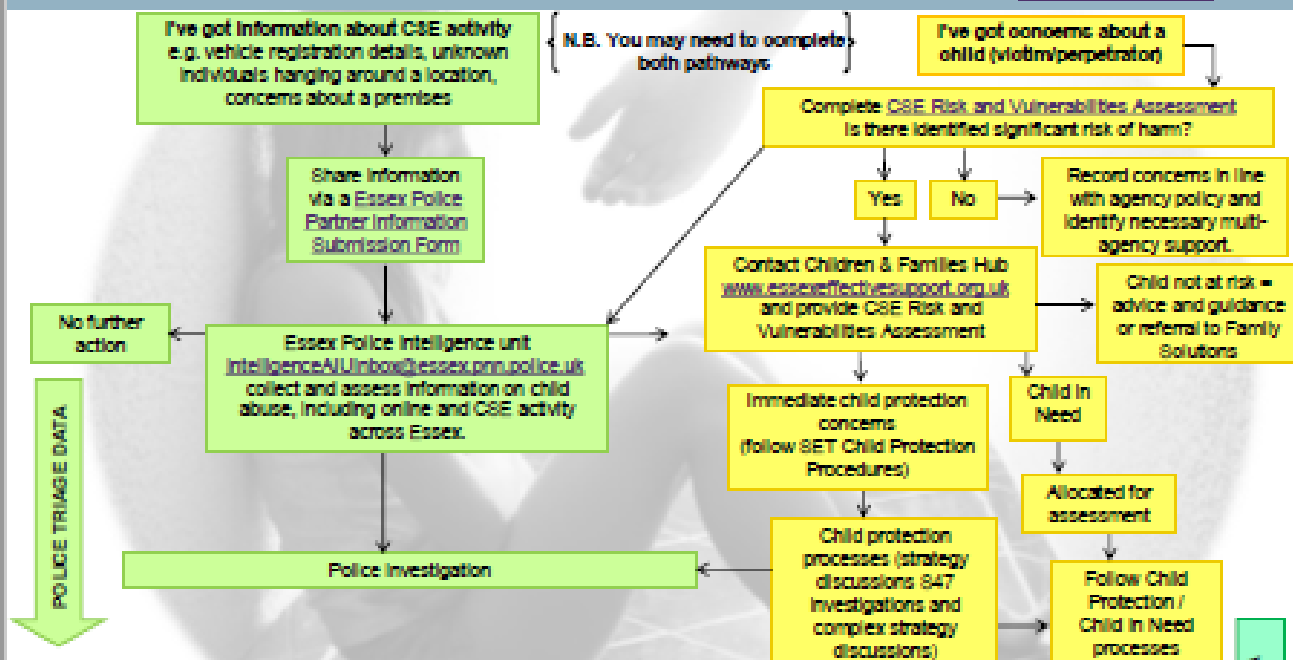 I've got information about CSE activity
e.g. vehicle registration details, unknown
individuals hanging around a location,
concerns about a premises
N.B. You may need to complete
both pathways
I've got concerns about a
child (victim/perpetrator)
Complete CSE Risk and Vulnerabilities Assessment
Is there identified significant risk of harm?
Share information
via a Essex Police
Partner Information
Submission Form
Yes
No
Record concerns in line
with agency policy and
identify necessary multi-
agency support.
Contact Children & Families Hub
www.essexeffectivesupport.org.uk
and provide CSE Risk and
Vulnerabilities Assessment
Child not at risk =
advice and guidance
or referral to Family
Solutions
No further
action
Essex Police Intelligence unit
IntelligenceAIUInbox@essex.pnn.police.uk
collect and assess information on child
abuse, including online and CSE activity
across Essex.
POLICE TRIAGE DATA
Immediate child protection
concerns
(follow SET Child Protection
Procedures)
Child in
Need
Allocated for
assessment
Police Investigation
Child protection
processes (strategy
discussions S47
investigations and
complex strategy
discussions)
Follow Child
Protection /
Child in Need
processes